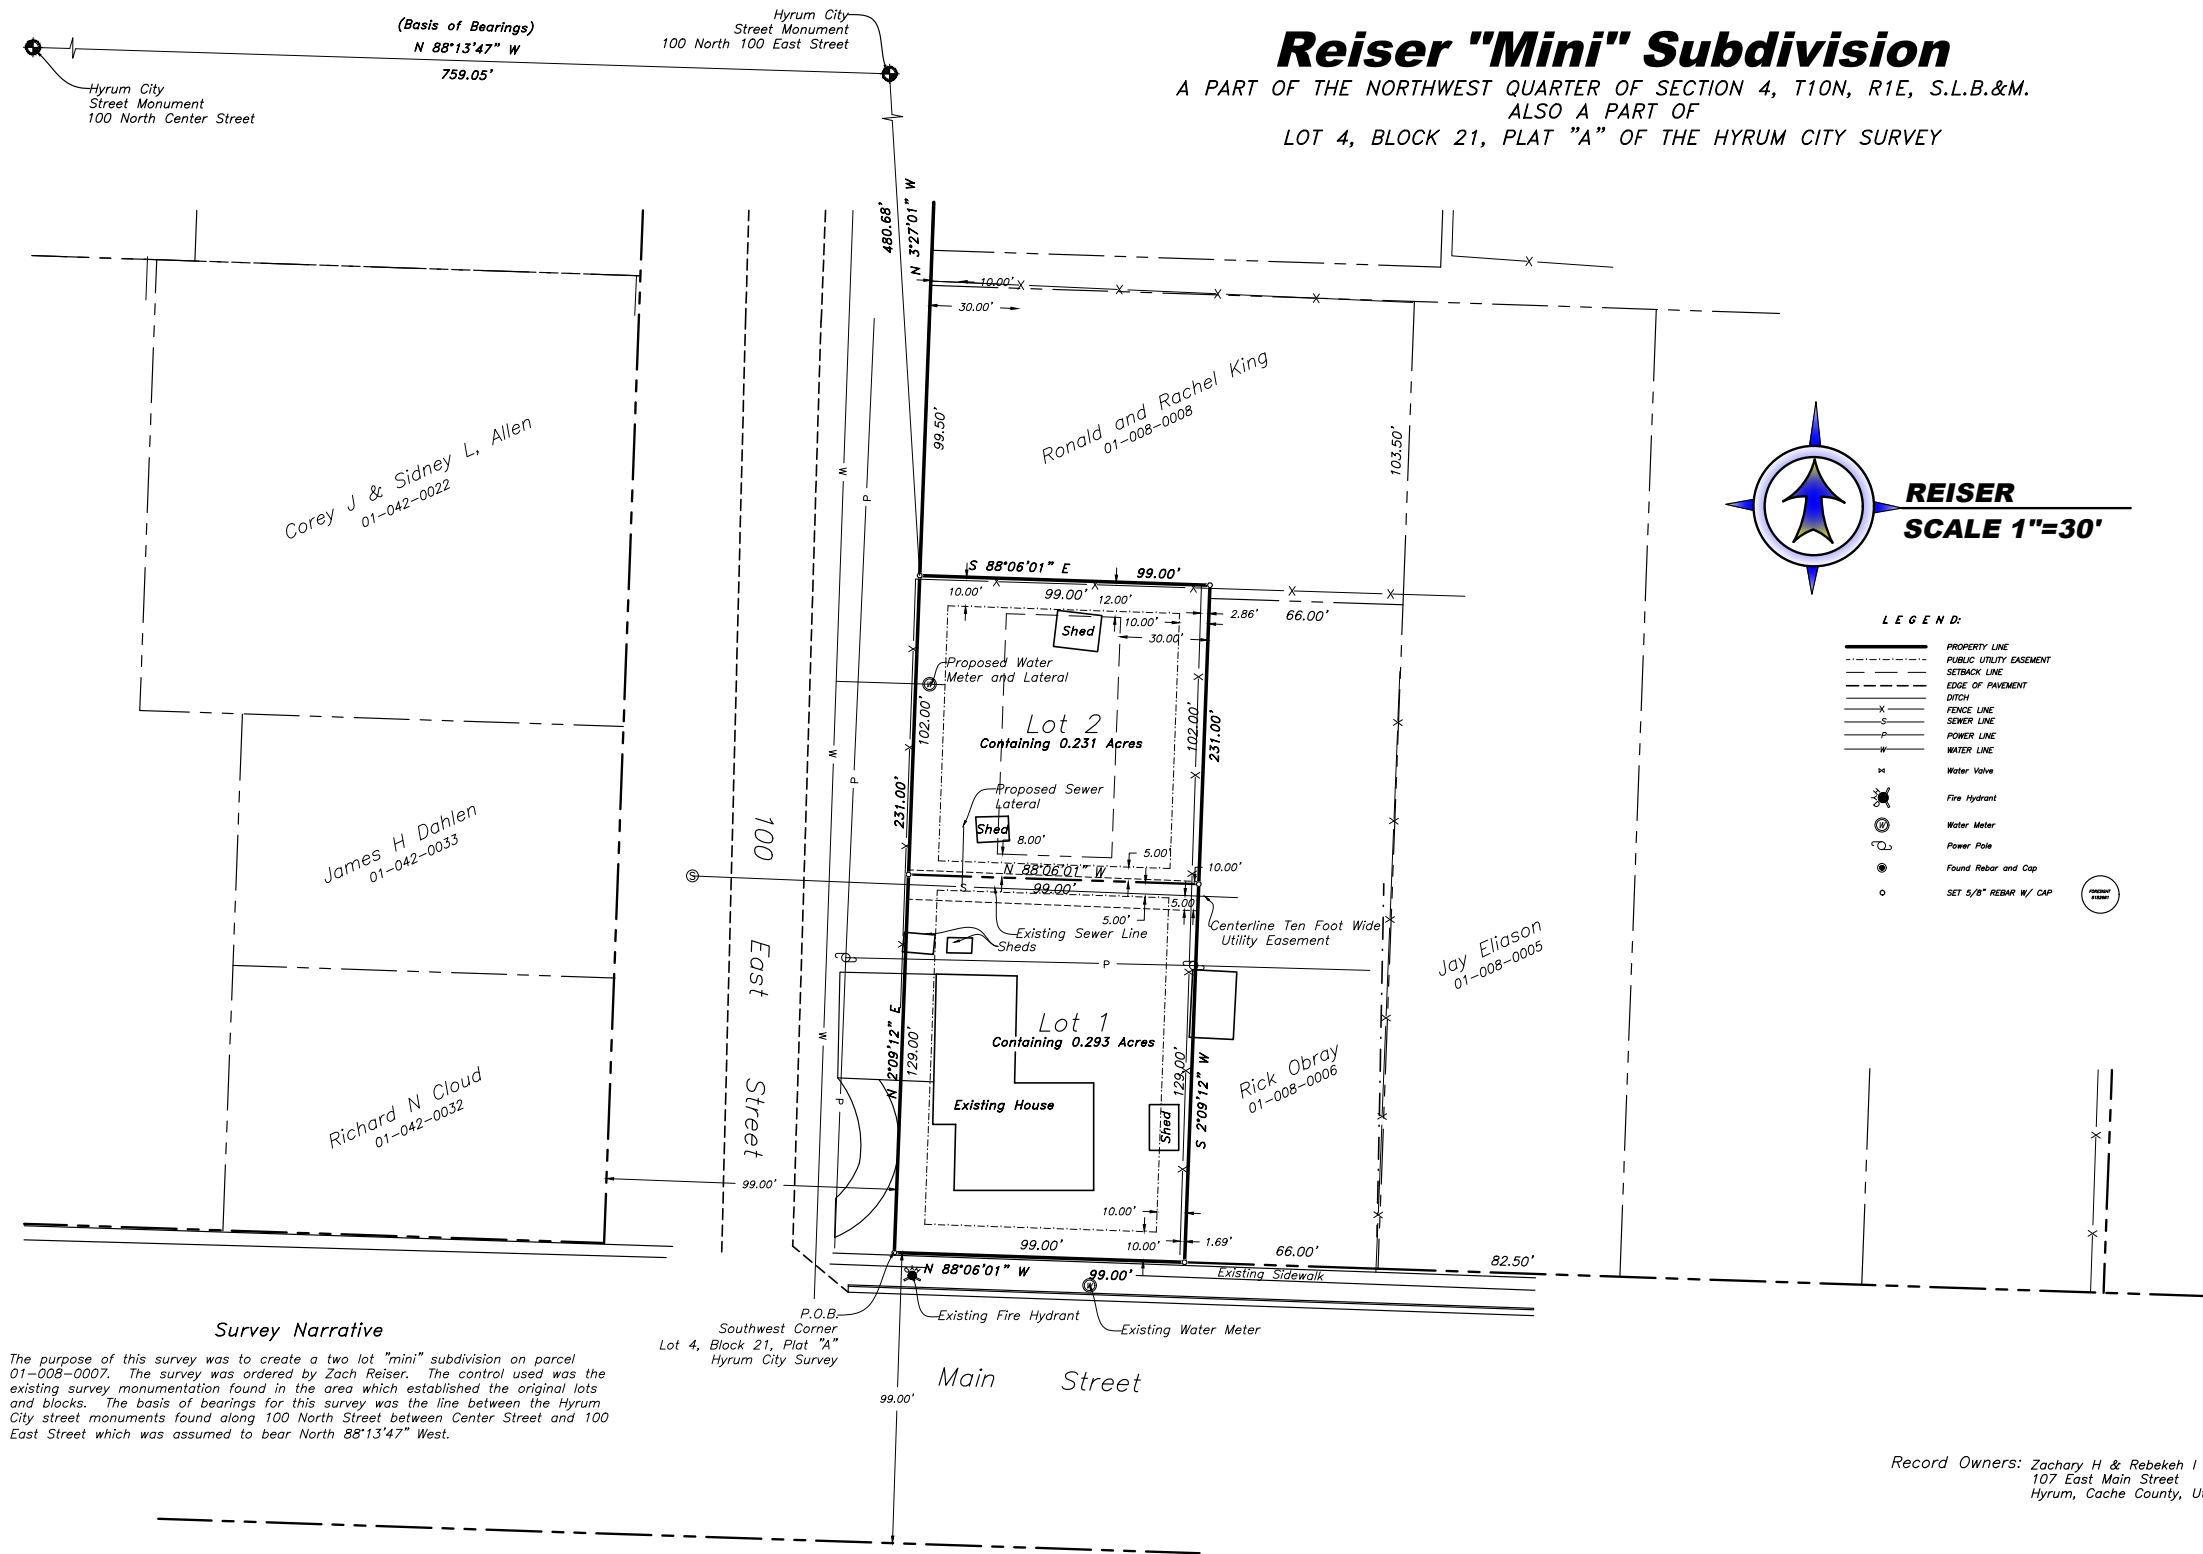 Reiser "Mini" Subdivision
A PART OF THE NORTHWEST QUARTER OF SECTION 4, T10N, R1E, S.L.B.&M.
ALSO A PART OF
LOT 4, BLOCK 21, PLAT "A" OF THE HYRUM CITY SURVEY
(Basis of Bearings)
N 88°13'47" W
759.05'
Hyrum City
Street Monument
100 North 100 East Street
Hyrum City
Street Monument
100 North Center Street
480.68'
N 3°27'01" W
10.00'
30.00'
X
X
X
X
X
99.50'
Ronald and Rachel King
01-008-0008
103.50'
Corey J & Sidney L, Allen
01-042-0022
W
P
REISER
SCALE 1"=30'
S 88°06'01" E
99.00'
X
X
X
X
X
10.00'
99.00'
12.00'
2.86'
66.00'
10.00'
30.00'
Shed
Proposed Water
Meter and Lateral
W
X
X
102.00'
Lot 2
Containing 0.231 Acres
102.00'
231.00'
X
W
X
X
P
231.00'
Proposed Sewer
Lateral
Shed
8.00'
5.00'
10.00'
X
X
X
N 88°06'01" W
S
S
99.00'
5.00'
5.00
Existing Sewer Line
Sheds
Centerline Ten Foot Wide
Utility Easement
X
X
P
X
LEGEND:
PROPERTY LINE
PUBLIC UTILITY EASEMENT
SETBACK LINE
EDGE OF PAVEMENT
DITCH
X FENCE LINE
S SEWER LINE
P POWER LINE
W WATER LINE
Water Valve
Fire Hydrant
W Water Meter
Power Pole
Found Rebar and Cap
SET 5/8" REBAR W/ CAP
FORESIGHT
James H Dahlen
01-042-0033
100 East Street
Jay Eliason
01-008-0005
Lot 1
Containing 0.293 Acres
N 2°09'12" E
129.00'
129.00'
S 2°09'12" W
W
P
X
X
X
X
X
X
X
X
Rick Obray
01-008-0006
Richard N Cloud
01-042-0032
Existing House
Shed
99.00'
10.00'
10.00'
1.69'
99.00'
66.00'
82.50'
N 88°06'01" W
99.00'
W
Existing Sidewalk
P.O.B.
Southwest Corner
Lot 4, Block 21, Plat "A"
Hyrum City Survey
Existing Fire Hydrant
Existing Water Meter
Main Street
99.00'
Survey Narrative
The purpose of this survey was to create a two lot "mini" subdivision on parcel
01-008-0007. The survey was ordered by Zach Reiser. The control used was the
existing survey monumentation found in the area which established the original lots
and blocks. The basis of bearings for this survey was the line between the Hyrum
City street monuments found along 100 North Street between Center Street and 100
East Street which was assumed to bear North 88°13'47" West.
Record Owners: Zachary H & Rebekeh I
107 East Main Street
Hyrum, Cache County,